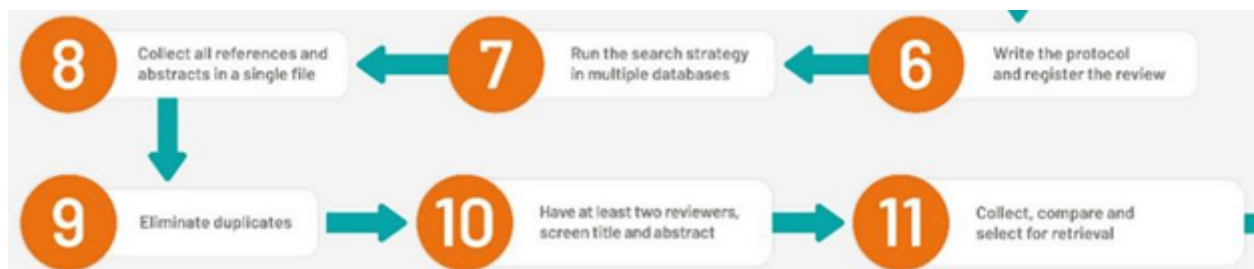 8
Collect all references and
abstracts in a single file
7
Run the search strategy
in multiple databases
6
Write the protocol
and register the review
9
Eliminate duplicates
10
Have at least two reviewers,
screen title and abstract
11
Collect, compare and
select for retrieval